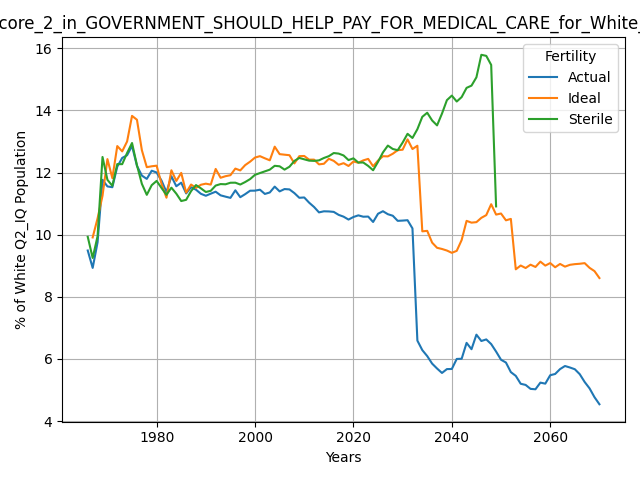 core_2_in_GOVERNMENT_SHOULD_HELP_PAY_FOR_MEDICAL_CARE_for_White_
Fertility
Actual
Ideal
Sterile
% of White Q2_IQ Population
16
14
12
10
8
6
4
1980
2000
2020
2040
2060
Years